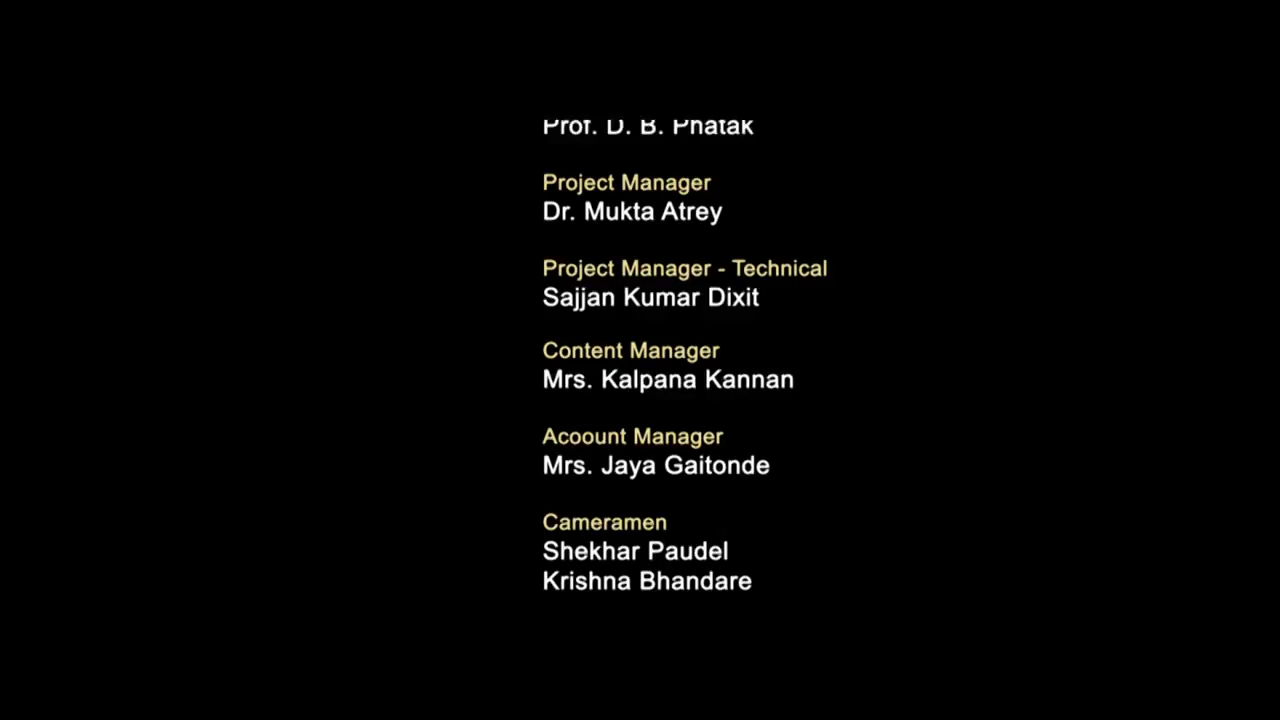 Prof. D. B. Phatak
Project Manager
Dr. Mukta Atrey
Project Manager - Technical
Sajjan Kumar Dixit
Content Manager
Mrs. Kalpana Kannan
Acoount Manager
Mrs. Jaya Gaitonde
Cameramen
Shekhar Paudel
Krishna Bhandare